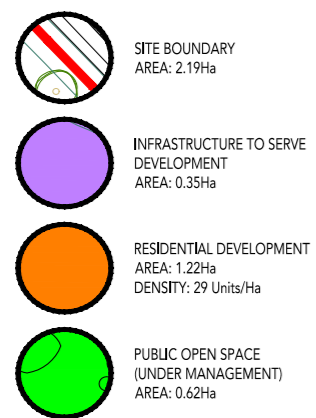 SITE BOUNDARY
AREA: 2.19Ha
INFRASTRUCTURE TO SERVE
DEVELOPMENT
AREA: 0.35Ha
RESIDENTIAL DEVELOPMENT
AREA: 1.22Ha
DENSITY: 29 Units/Ha
PUBLIC OPEN SPACE
(UNDER MANAGEMENT)
AREA: 0.62Ha